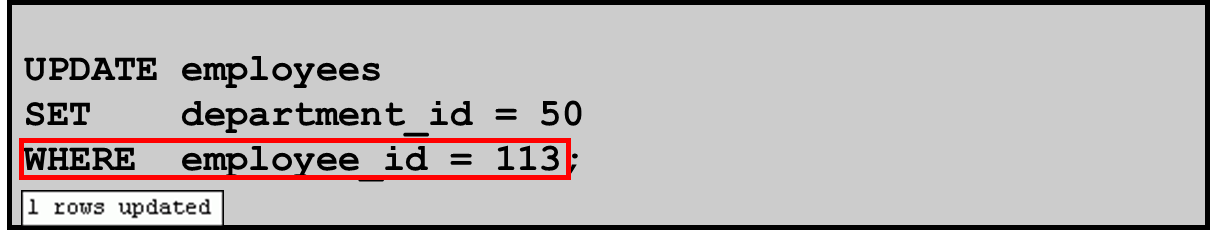 UPDATE employees
SET department_id = 50
WHERE employee_id = 113;
1 rows updated